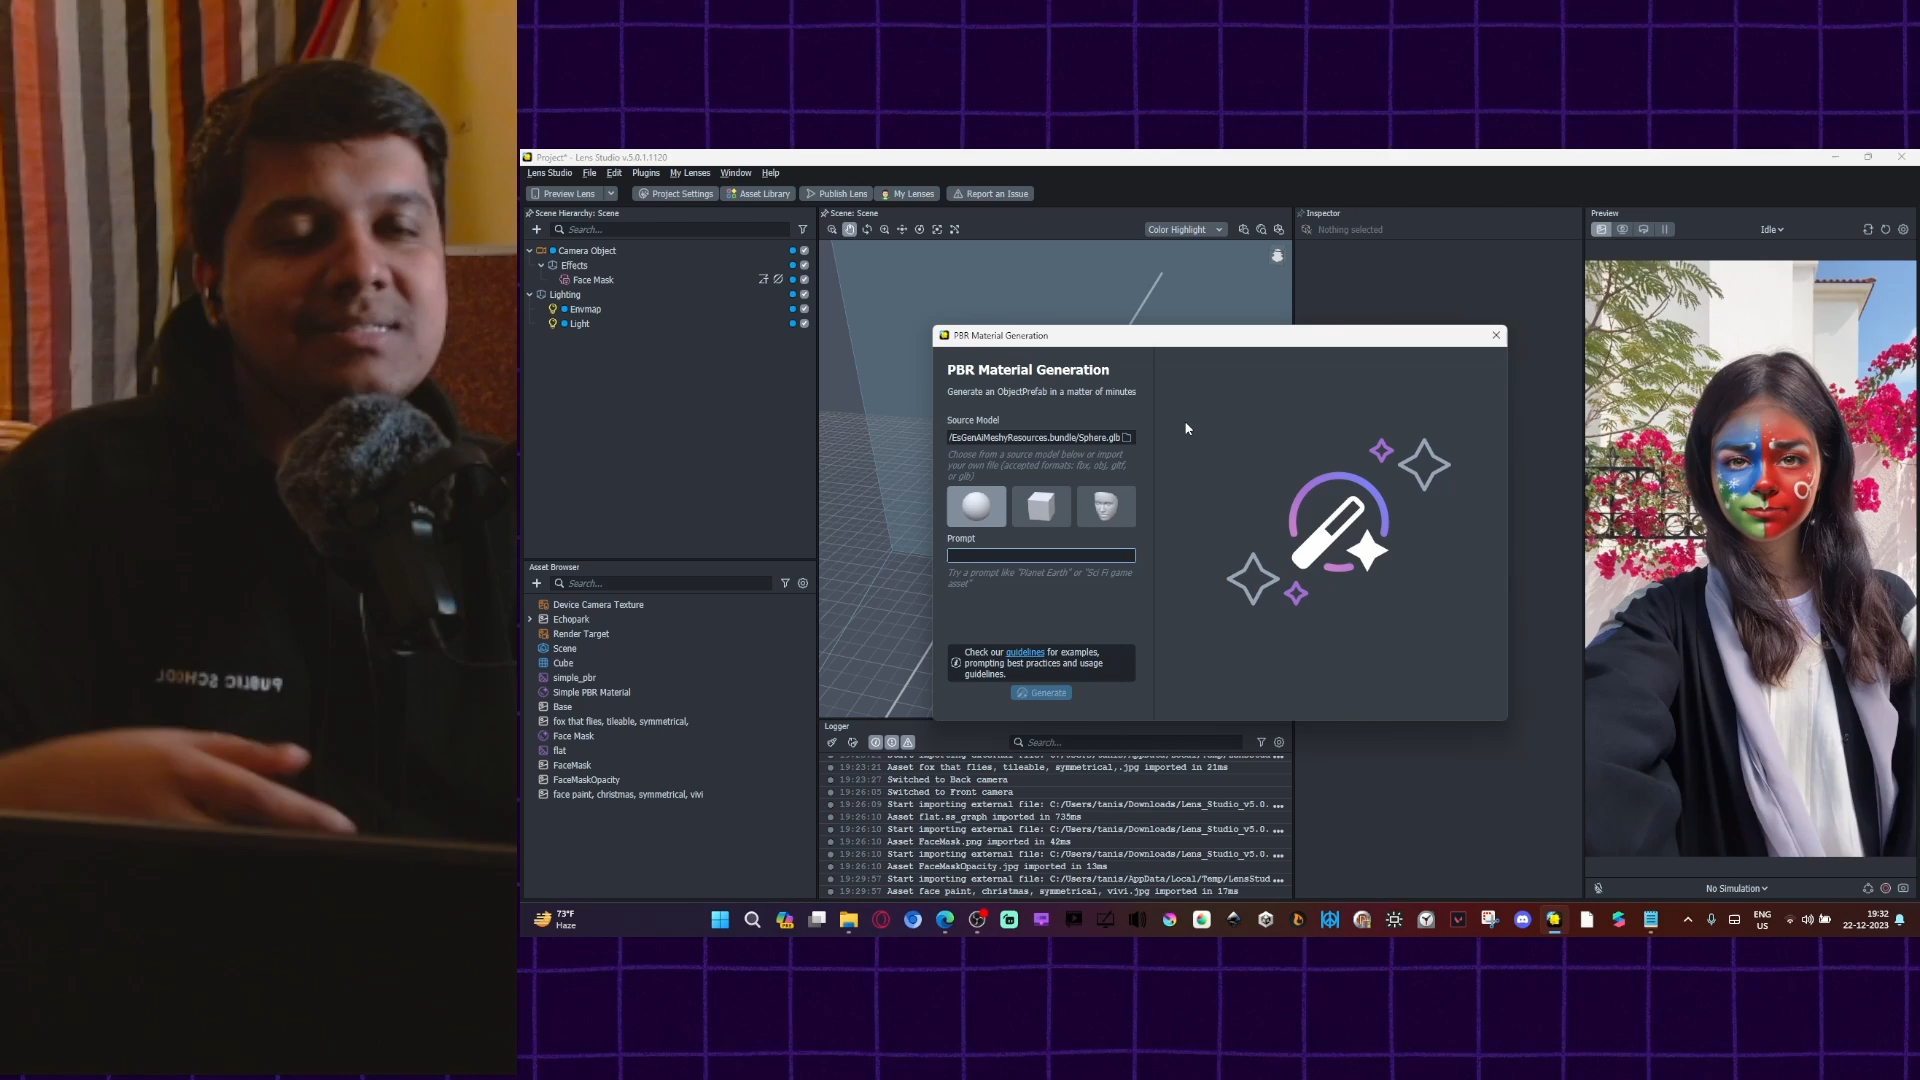 PUBLIC SCHOOL
Project* - Lens Studio v.5.0.1.1120
Lens Studio File Edit Plugins My Lenses Window Help
Preview Lens Project Settings Asset Library Publish Lens My Lenses Report an Issue
Scene Hierarchy: Scene
Search...
Camera Object
Effects
Face Mask
Lighting
Envmap
Light
Asset Browser
Search...
Device Camera Texture
Echopark
Render Target
Scene
Cube
simple_pbr
Simple PBR Material
Base
fox that flies, tileable, symmetrical,
Face Mask
flat
FaceMask
FaceMaskOpacity
face paint, christmas, symmetrical, vivi
Scene: Scene
Color Highlight
PBR Material Generation
PBR Material Generation
Generate an ObjectPrefab in a matter of minutes
Source Model
/EsGenAiMeshyResources.bundle/Sphere.glb
Choose from a source model below or import
your own file (accepted formats: fbx, obj, gltf,
or glb)
Prompt
Try a prompt like "Planet Earth" or "Sci Fi game
asset"
Check our guidelines for examples,
prompting best practices and usage
guidelines.
Generate
Logger
Search...
19:23:21 Asset fox that flies, tileable, symmetrical,.jpg imported in 21ms
19:23:27 Switched to Back camera
19:26:05 Switched to Front camera
19:26:09 Start importing external file: C:/Users/tanis/Downloads/Lens_Studio_v5.0. ...
19:26:10 Asset flat.ss_graph imported in 735ms
19:26:10 Start importing external file: C:/Users/tanis/Downloads/Lens_Studio_v5.0. ...
19:26:10 Asset FaceMask.png imported in 42ms
19:26:10 Start importing external file: C:/Users/tanis/Downloads/Lens_Studio_v5.0. ...
19:26:10 Asset FaceMaskOpacity.jpg imported in 13ms
19:29:57 Start importing external file: C:/Users/tanis/AppData/Local/Temp/LensStud ...
19:29:57 Asset face paint, christmas, symmetrical, vivi.jpg imported in 17ms
Inspector
Nothing selected
Preview
Idle
No Simulation
73°F
Haze
ENG
US
19:32
22-12-2023